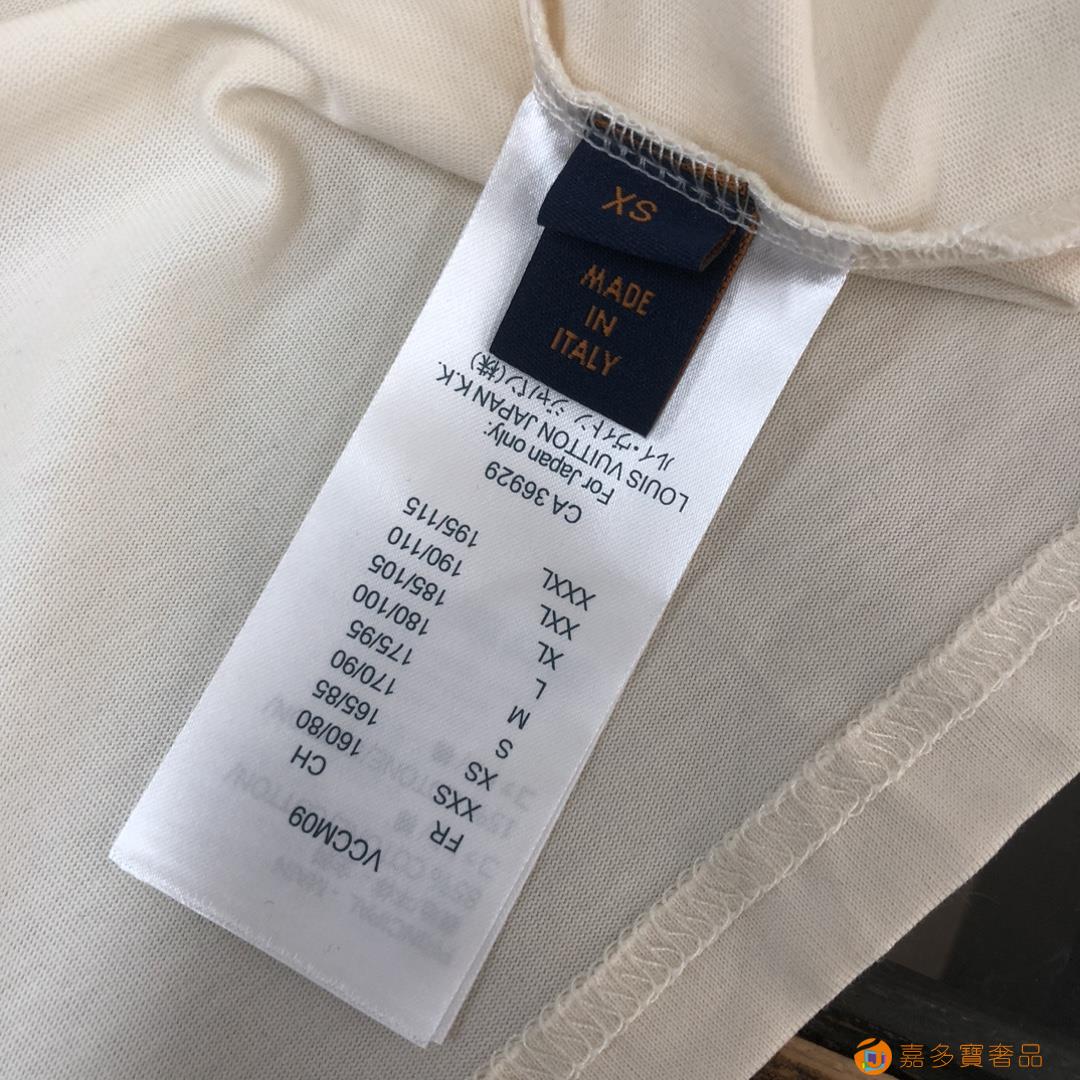 XS
MADE
IN
ITALY
VCCM09
FR CH
XXS 160/80
XS 165/85
S 170/90
M 175/95
L 180/100
XL 185/105
XXL 190/110
XXXL 195/115
CA 36929
For Japan only:
LOUIS VUITTON JAPAN K.K.
ルイ・ヴィトン ジャパン(株)
嘉多寶奢品